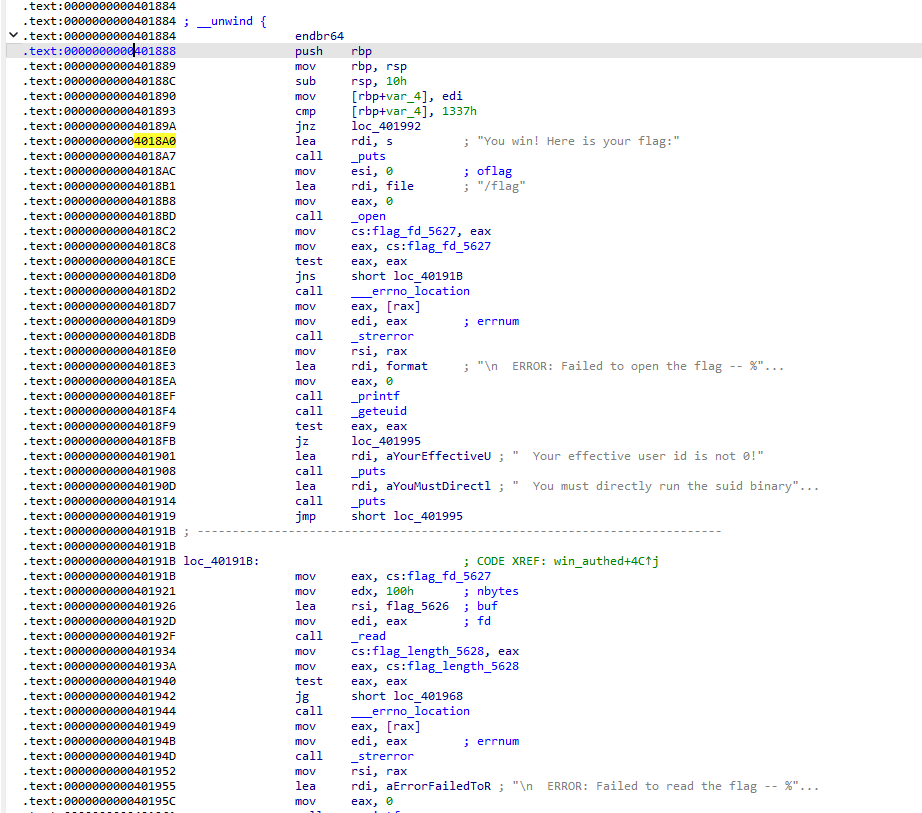 .text:0000000000401884
.text:0000000000401884 ; __unwind {
.text:0000000000401884 endbr64
.text:0000000000401888 push rbp
.text:0000000000401889 mov rbp, rsp
.text:000000000040188C sub rsp, 10h
.text:0000000000401890 mov [rbp+var_4], edi
.text:0000000000401893 cmp [rbp+var_4], 1337h
.text:000000000040189A jnz loc_401992
.text:00000000004018A0 lea rdi, s ; "You win! Here is your flag:"
.text:00000000004018A7 call _puts
.text:00000000004018AC mov esi, 0 ; oflag
.text:00000000004018B1 lea rdi, file ; "/flag"
.text:00000000004018B8 mov eax, 0
.text:00000000004018BD call _open
.text:00000000004018C2 mov cs:flag_fd_5627, eax
.text:00000000004018C8 mov eax, cs:flag_fd_5627
.text:00000000004018CE test eax, eax
.text:00000000004018D0 jns short loc_40191B
.text:00000000004018D2 call ___errno_location
.text:00000000004018D7 mov eax, [rax]
.text:00000000004018D9 mov edi, eax ; errnum
.text:00000000004018DB call _strerror
.text:00000000004018E0 mov rsi, rax
.text:00000000004018E3 lea rdi, format ; "\n  ERROR: Failed to open the flag -- %"...
.text:00000000004018EA mov eax, 0
.text:00000000004018EF call _printf
.text:00000000004018F4 call _geteuid
.text:00000000004018F9 test eax, eax
.text:00000000004018FB jz loc_401995
.text:0000000000401901 lea rdi, aYourEffectiveU ; "  Your effective user id is not 0!"
.text:0000000000401908 call _puts
.text:000000000040190D lea rdi, aYouMustDirectl ; "  You must directly run the suid binary"...
.text:0000000000401914 call _puts
.text:0000000000401919 jmp short loc_401995
.text:000000000040191B ; ---------------------------------------------------------------------------
.text:000000000040191B
.text:000000000040191B loc_40191B: ; CODE XREF: win_authed+4C↑j
.text:000000000040191B mov eax, cs:flag_fd_5627
.text:0000000000401921 mov edx, 100h ; nbytes
.text:0000000000401926 lea rsi, flag_5626 ; buf
.text:000000000040192D mov edi, eax ; fd
.text:000000000040192F call _read
.text:0000000000401934 mov cs:flag_length_5628, eax
.text:000000000040193A mov eax, cs:flag_length_5628
.text:0000000000401940 test eax, eax
.text:0000000000401942 jg short loc_401968
.text:0000000000401944 call ___errno_location
.text:0000000000401949 mov eax, [rax]
.text:000000000040194B mov edi, eax ; errnum
.text:000000000040194D call _strerror
.text:0000000000401952 mov rsi, rax
.text:0000000000401955 lea rdi, aErrorFailedToR ; "\n  ERROR: Failed to read the flag -- %"...
.text:000000000040195C mov eax, 0